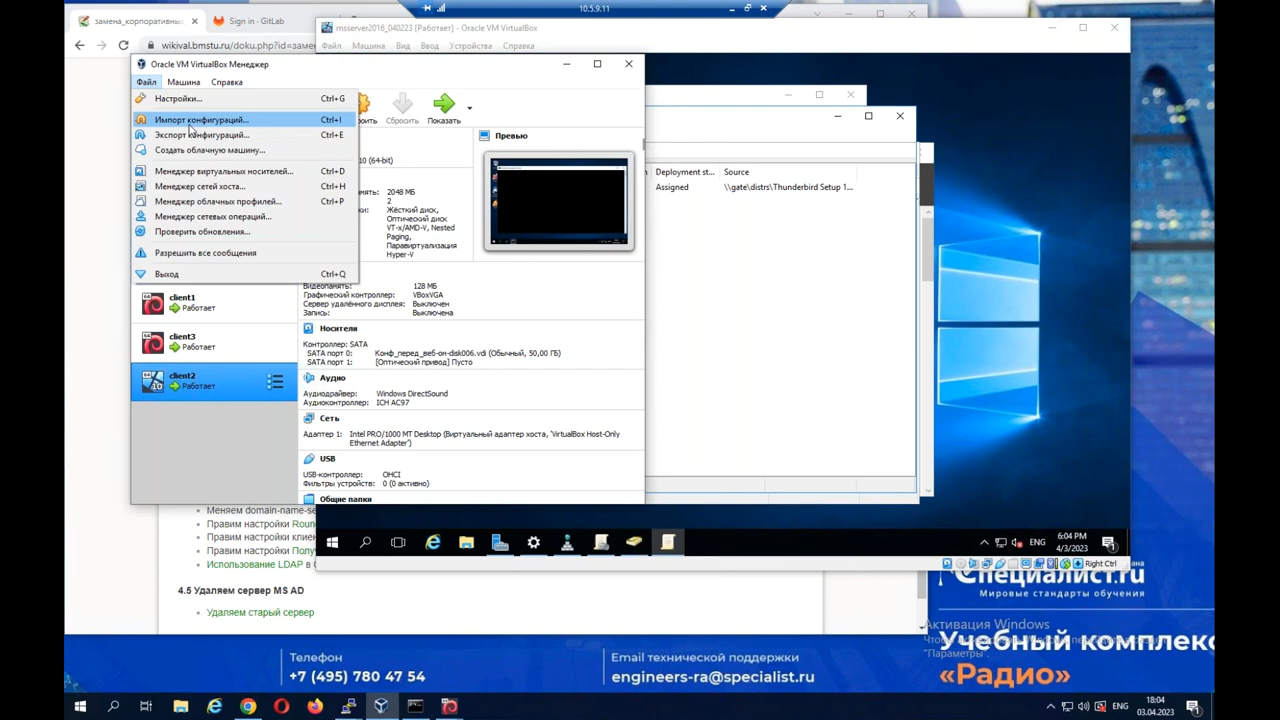 10.5.9.11
замена_корпоративных
Sign in · GitLab
wikival.bmstu.ru/doku.php?id=заме
msserver2016_040223 [Работает] - Oracle VM VirtualBox
Файл Машина Вид Ввод Устройства Справка
Oracle VM VirtualBox Менеджер
Файл Машина Справка
Настройки... Ctrl+G
Импорт конфигураций... Ctrl+I
Экспорт конфигураций... Ctrl+E
Создать облачную машину...
Менеджер виртуальных носителей... Ctrl+D
Менеджер сетей хоста... Ctrl+H
Менеджер облачных профилей... Ctrl+P
Менеджер сетевых операций...
Проверить обновления...
Разрешить все сообщения
Выход Ctrl+Q
Сбросить Показать
Превью
10 (64-bit)
2048 МБ
2
Жёсткий диск,
Оптический
диск
VT-x/AMD-V, Nested
Paging,
Паравиртуализация
Hyper-V
Видеопамять: 128 МБ
Графический контроллер: VBoxVGA
Сервер удалённого дисплея: Выключен
Запись: Выключена
Носители
Контроллер: SATA
SATA порт 0: Конф_перед_веб-он-disk006.vdi (Обычный, 50,00 ГБ)
SATA порт 1: [Оптический привод] Пусто
Аудио
Аудиодрайвер: Windows DirectSound
Аудиоконтроллер: ICH AC97
Сеть
Адаптер 1: Intel PRO/1000 MT Desktop (Виртуальный адаптер хоста, 'VirtualBox Host-Only
Ethernet Adapter')
USB
USB-контроллер: OHCI
Фильтры устройств: 0 (0 активно)
Общие папки
client1
Работает
client3
Работает
client2
Работает
Deployment st... Source
Assigned \\gate\distrs\Thunderbird Setup 1...
Меняем domain-name-se
Правим настройки Roun
Правим настройки клиен
Правим настройки Полу
Использование LDAP в С
4.5 Удаляем сервер MS AD
Удаляем старый сервер
ENG
6:04 PM
4/3/2023
Right Ctrl
Специалист.ru
Мировые стандарты обучения
Активация Windows
"Параметры".
Учебный комплекс
«Радио»
Телефон
+7 (495) 780 47 54
Email технической поддержки
engineers-ra@specialist.ru
ENG
18:04
03.04.2023